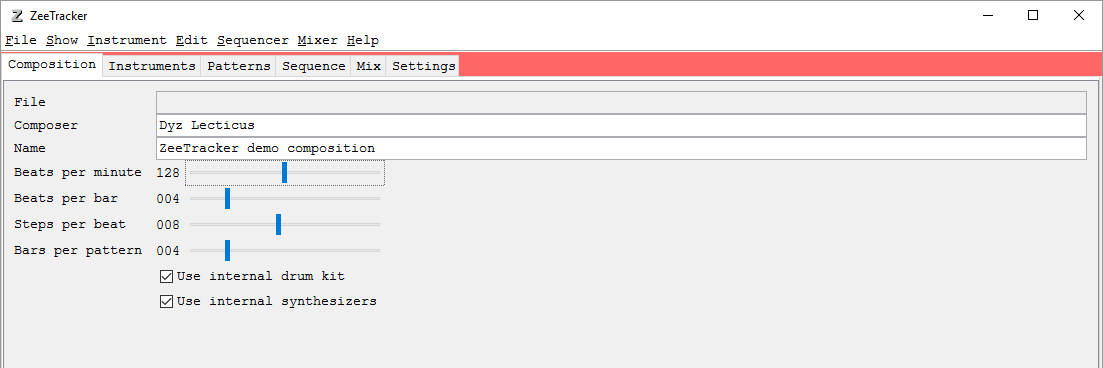 ZeeTracker
File Show Instrument Edit Sequencer Mixer Help
Composition Instruments Patterns Sequence Mix Settings
File
Composer Dyz Lecticus
Name ZeeTracker demo composition
Beats per minute 128
Beats per bar 004
Steps per beat 008
Bars per pattern 004
Use internal drum kit
Use internal synthesizers